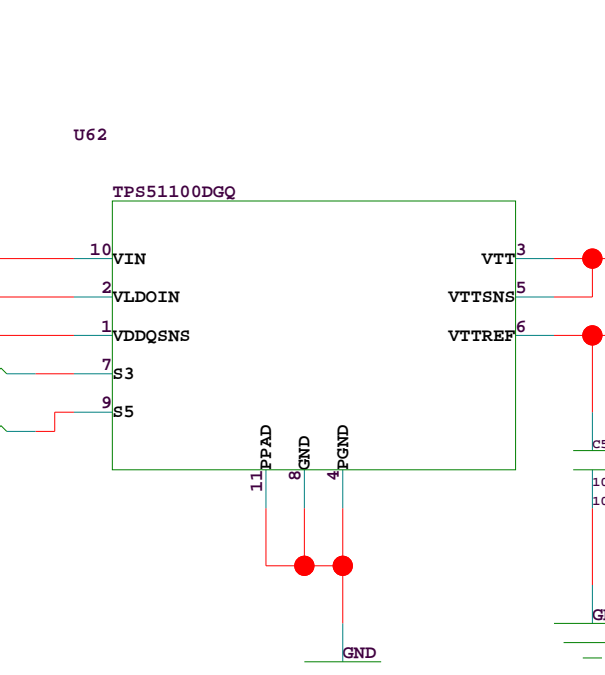 U62
TPS51100DGQ
10 VIN
VTT 3
2 VLDOIN
VTTSNS 5
1 VDDQSNS
VTTREF 6
7 S3
9 S5
PPAD 11
GND 8
PGND 4
GND